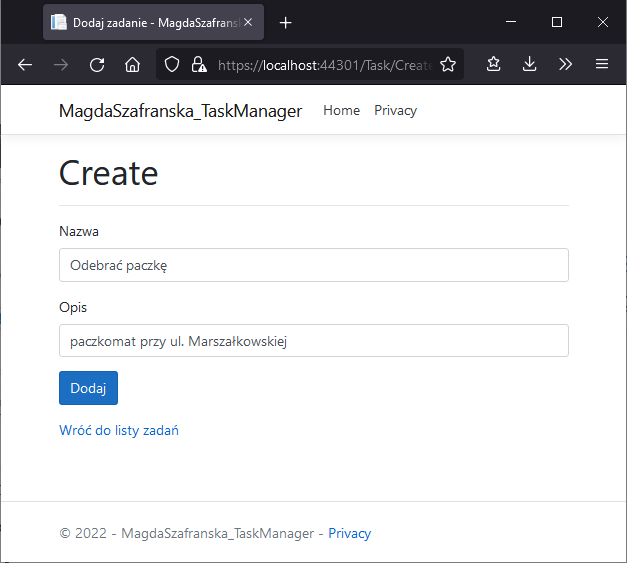 Dodaj zadanie - MagdaSzafransk
https://localhost:44301/Task/Create
MagdaSzafranska_TaskManager Home Privacy
Create
Nazwa
Odebrać paczkę
Opis
paczkomat przy ul. Marszałkowskiej
Dodaj
Wróć do listy zadań
© 2022 - MagdaSzafranska_TaskManager - Privacy